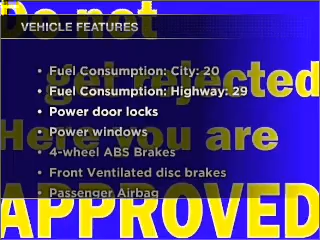 Do not
VEHICLE FEATURES
get rejected
• Fuel Consumption: City: 20
• Fuel Consumption: Highway: 29
• Power door locks
Here you are
• Power windows
• 4-wheel ABS Brakes
• Front Ventilated disc brakes
• Passenger Airbag
APPROVED